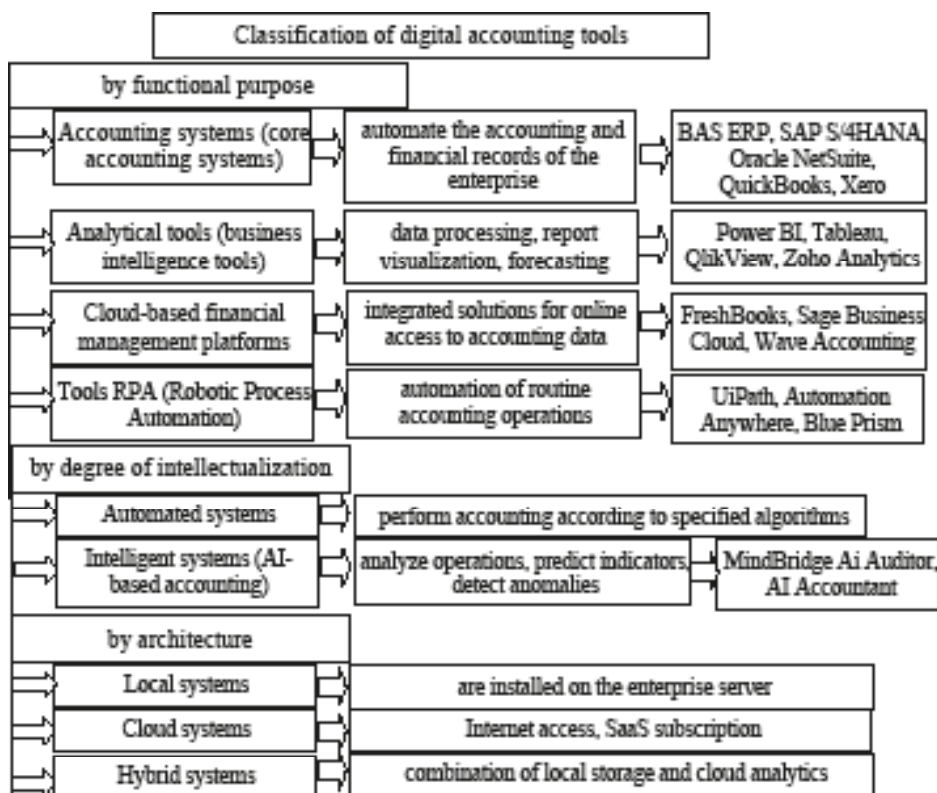 Classification of digital accounting tools
by functional purpose
Accounting systems (core
accounting systems)
automate the accounting and
financial records of the
enterprise
BAS ERP, SAP S/4HANA,
Oracle NetSuite,
QuickBooks, Xero
Analytical tools (business
intelligence tools)
data processing, report
visualization, forecasting
Power BI, Tableau,
QlikView, Zoho Analytics
Cloud-based financial
management platforms
integrated solutions for online
access to accounting data
FreshBooks, Sage Business
Cloud, Wave Accounting
Tools RPA (Robotic Process
Automation)
automation of routine
accounting operations
UiPath, Automation
Anywhere, Blue Prism
by degree of intellectualization
Automated systems
perform accounting according to specified algorithms
Intelligent systems (AI-
based accounting)
analyze operations, predict indicators,
detect anomalies
MindBridge Ai Auditor,
AI Accountant
by architecture
Local systems
are installed on the enterprise server
Cloud systems
Internet access, SaaS subscription
Hybrid systems
combination of local storage and cloud analytics